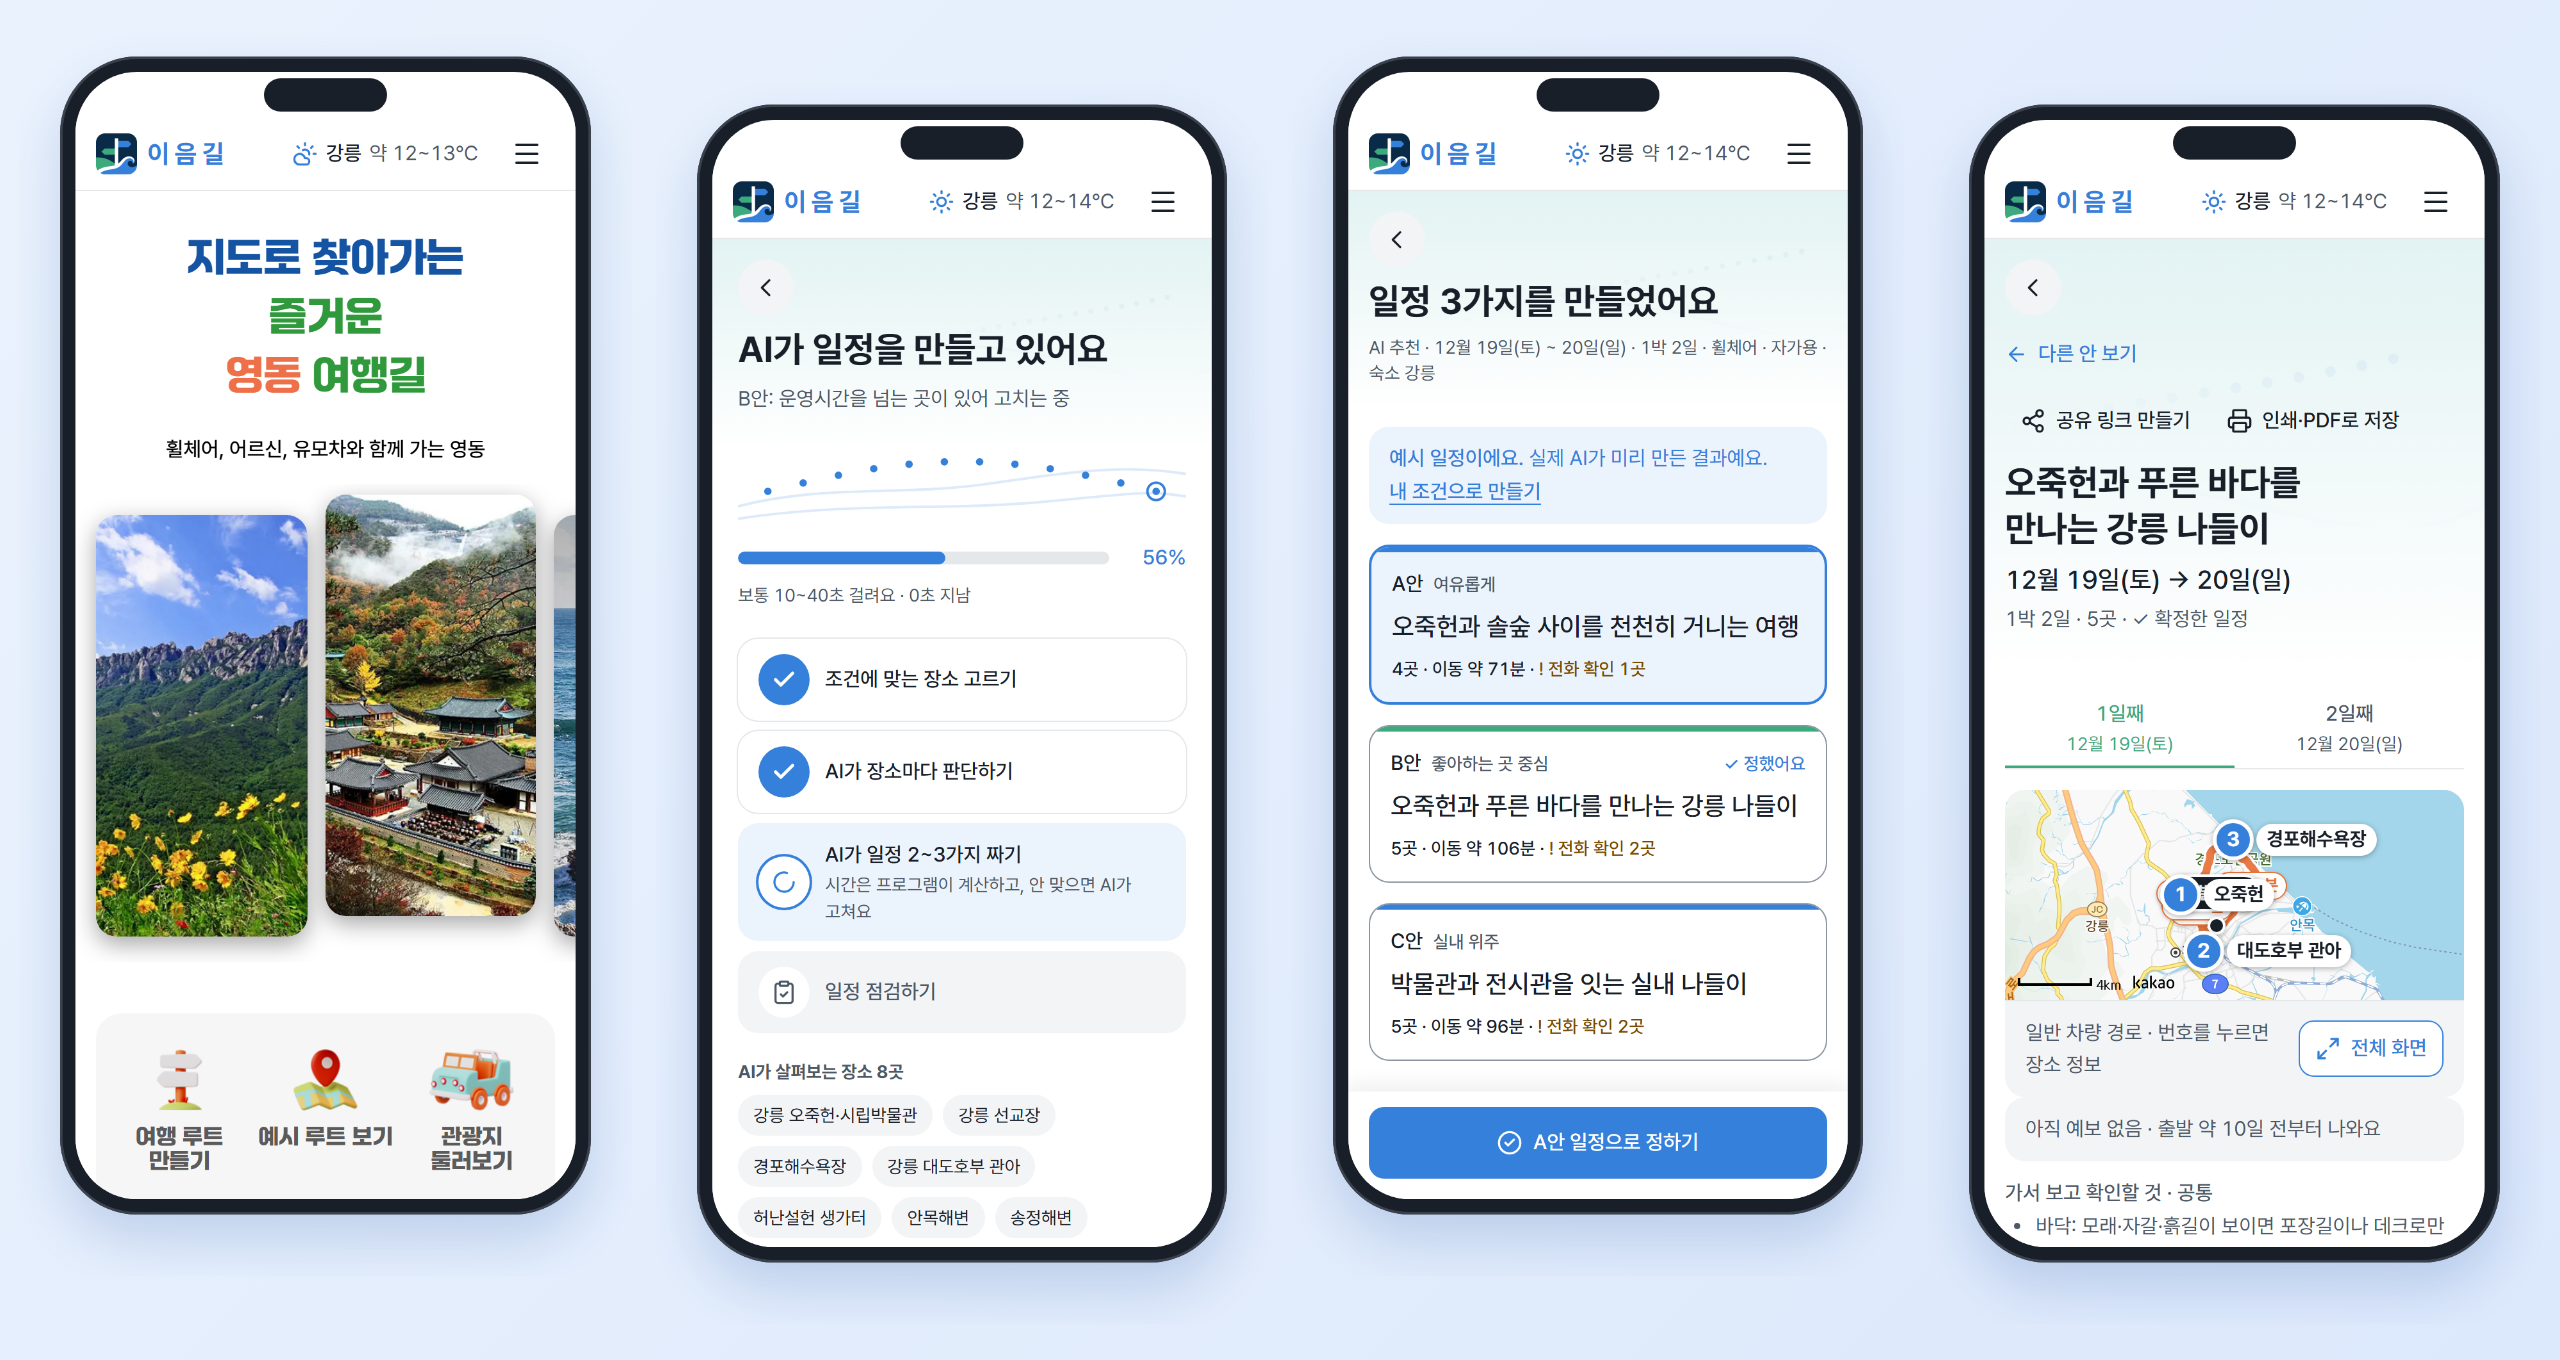 이음길
강릉 약 12~13°C
지도로 찾아가는
즐거운
영동 여행길
휠체어, 어르신, 유모차와 함께 가는 영동
여행 루트
만들기
예시 루트 보기
관광지
둘러보기
이음길
강릉 약 12~14°C
AI가 일정을 만들고 있어요
B안: 운영시간을 넘는 곳이 있어 고치는 중
56%
보통 10~40초 걸려요 · 0초 지남
조건에 맞는 장소 고르기
AI가 장소마다 판단하기
AI가 일정 2~3가지 짜기
시간은 프로그램이 계산하고, 안 맞으면 AI가
고쳐요
일정 점검하기
AI가 살펴보는 장소 8곳
강릉 오죽헌·시립박물관
강릉 선교장
경포해수욕장
강릉 대도호부 관아
허난설헌 생가터
안목해변
송정해변
이음길
강릉 약 12~14°C
일정 3가지를 만들었어요
AI 추천 · 12월 19일(토) ~ 20일(일) · 1박 2일 · 휠체어 · 자가용 ·
숙소 강릉
예시 일정이에요. 실제 AI가 미리 만든 결과예요.
내 조건으로 만들기
A안 여유롭게
오죽헌과 솔숲 사이를 천천히 거니는 여행
4곳 · 이동 약 71분 · ! 전화 확인 1곳
B안 좋아하는 곳 중심
✓ 정했어요
오죽헌과 푸른 바다를 만나는 강릉 나들이
5곳 · 이동 약 106분 · ! 전화 확인 2곳
C안 실내 위주
박물관과 전시관을 잇는 실내 나들이
5곳 · 이동 약 96분 · ! 전화 확인 2곳
A안 일정으로 정하기
이음길
강릉 약 12~14°C
← 다른 안 보기
공유 링크 만들기
인쇄·PDF로 저장
오죽헌과 푸른 바다를
만나는 강릉 나들이
12월 19일(토) → 20일(일)
1박 2일 · 5곳 · ✓ 확정한 일정
1일째
12월 19일(토)
2일째
12월 20일(일)
3 경포해수욕장
1 오죽헌
JC
강릉
안목
2 대도호부 관아
4km
kakao
7
일반 차량 경로 · 번호를 누르면
장소 정보
전체 화면
아직 예보 없음 · 출발 약 10일 전부터 나와요
가서 보고 확인할 것 · 공통
• 바닥: 모래·자갈·흙길이 보이면 포장길이나 데크로만